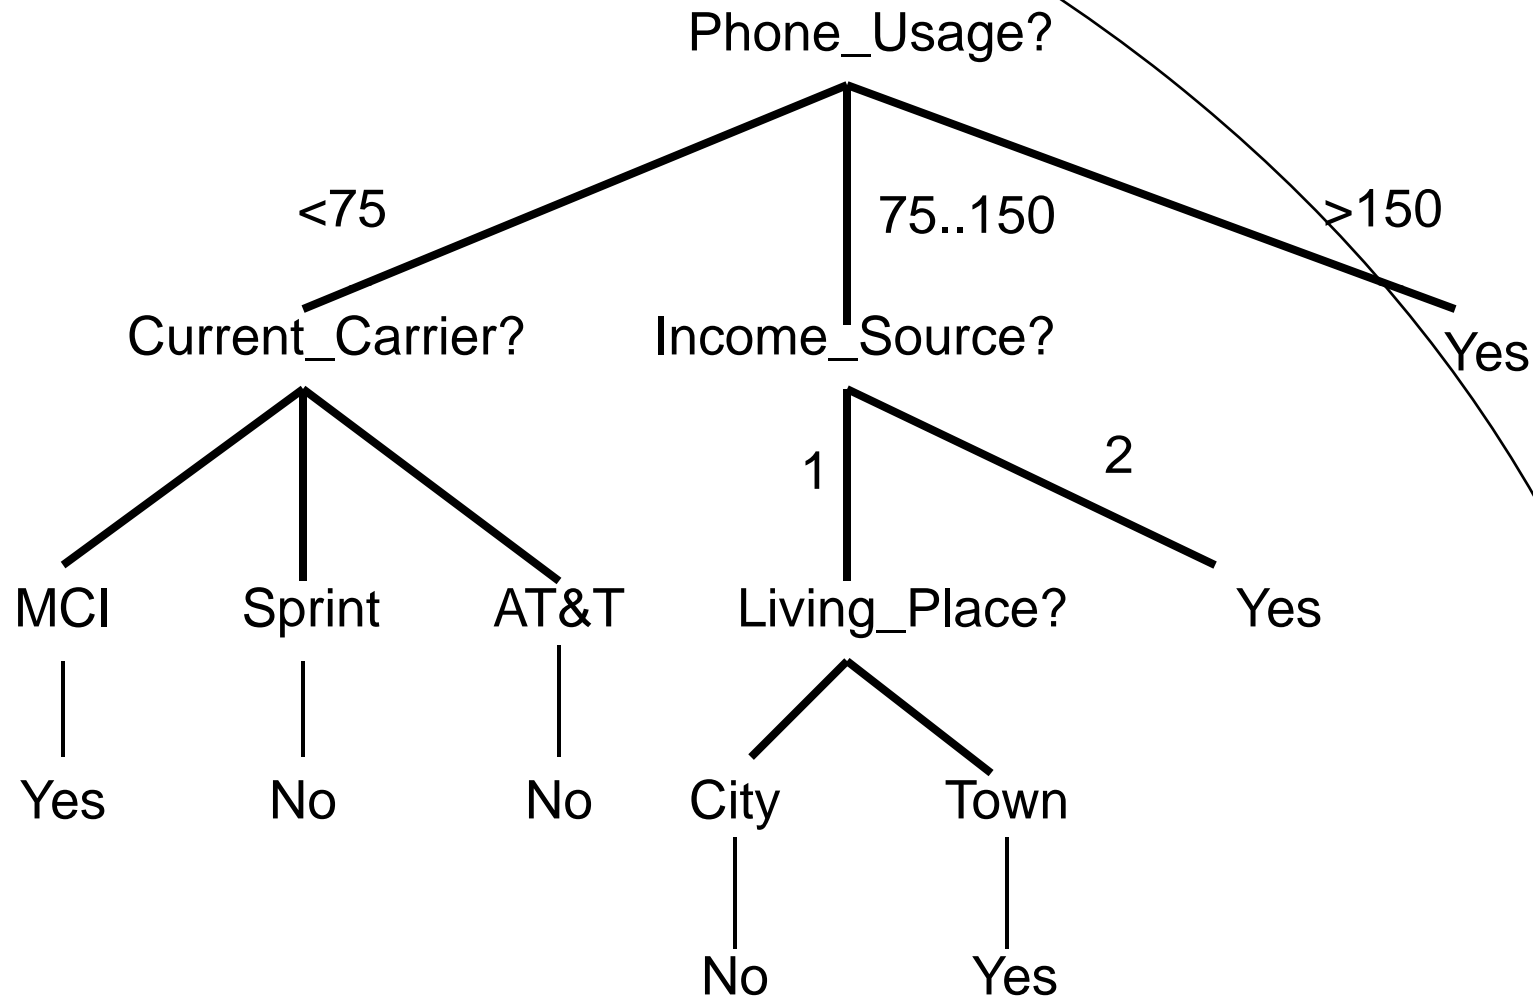 Phone_Usage?
<75
75..150
>150
Current_Carrier?
Income_Source?
Yes
1
2
MCI
Sprint
AT&T
Living_Place?
Yes
Yes
No
No
City
Town
No
Yes